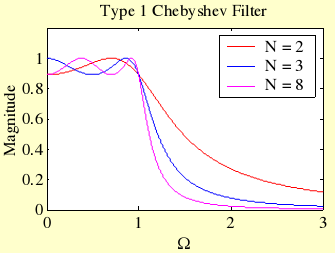 Type 1 Chebyshev Filter
Magnitude
1
0.8
0.6
0.4
0.2
0
N = 2
N = 3
N = 8
0 1 2 3
Ω